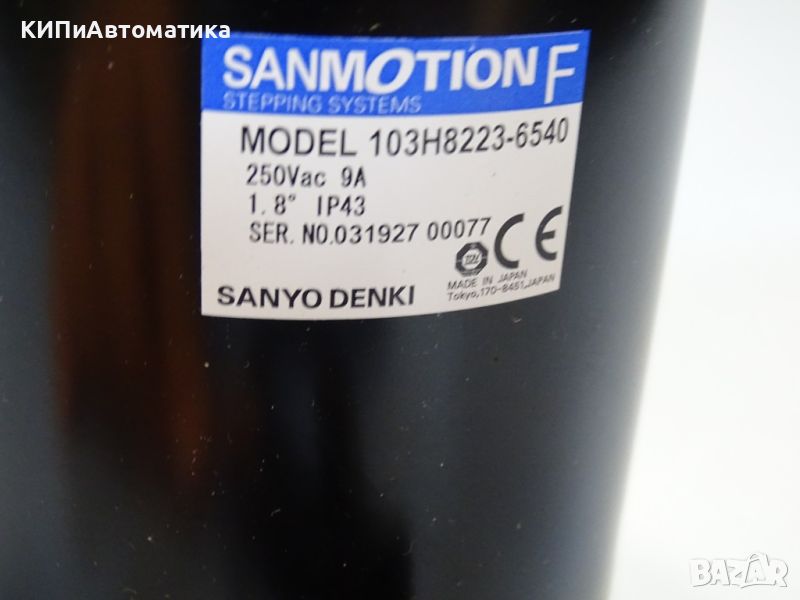 КИПиАвтоматика
SANMOTION F
STEPPING SYSTEMS
MODEL 103H8223-6540
250Vac 9A
1.8° IP43
SER. NO.031927 00077
CE
MADE IN JAPAN
Tokyo,170-8451,JAPAN
SANYO DENKI
BAZAR